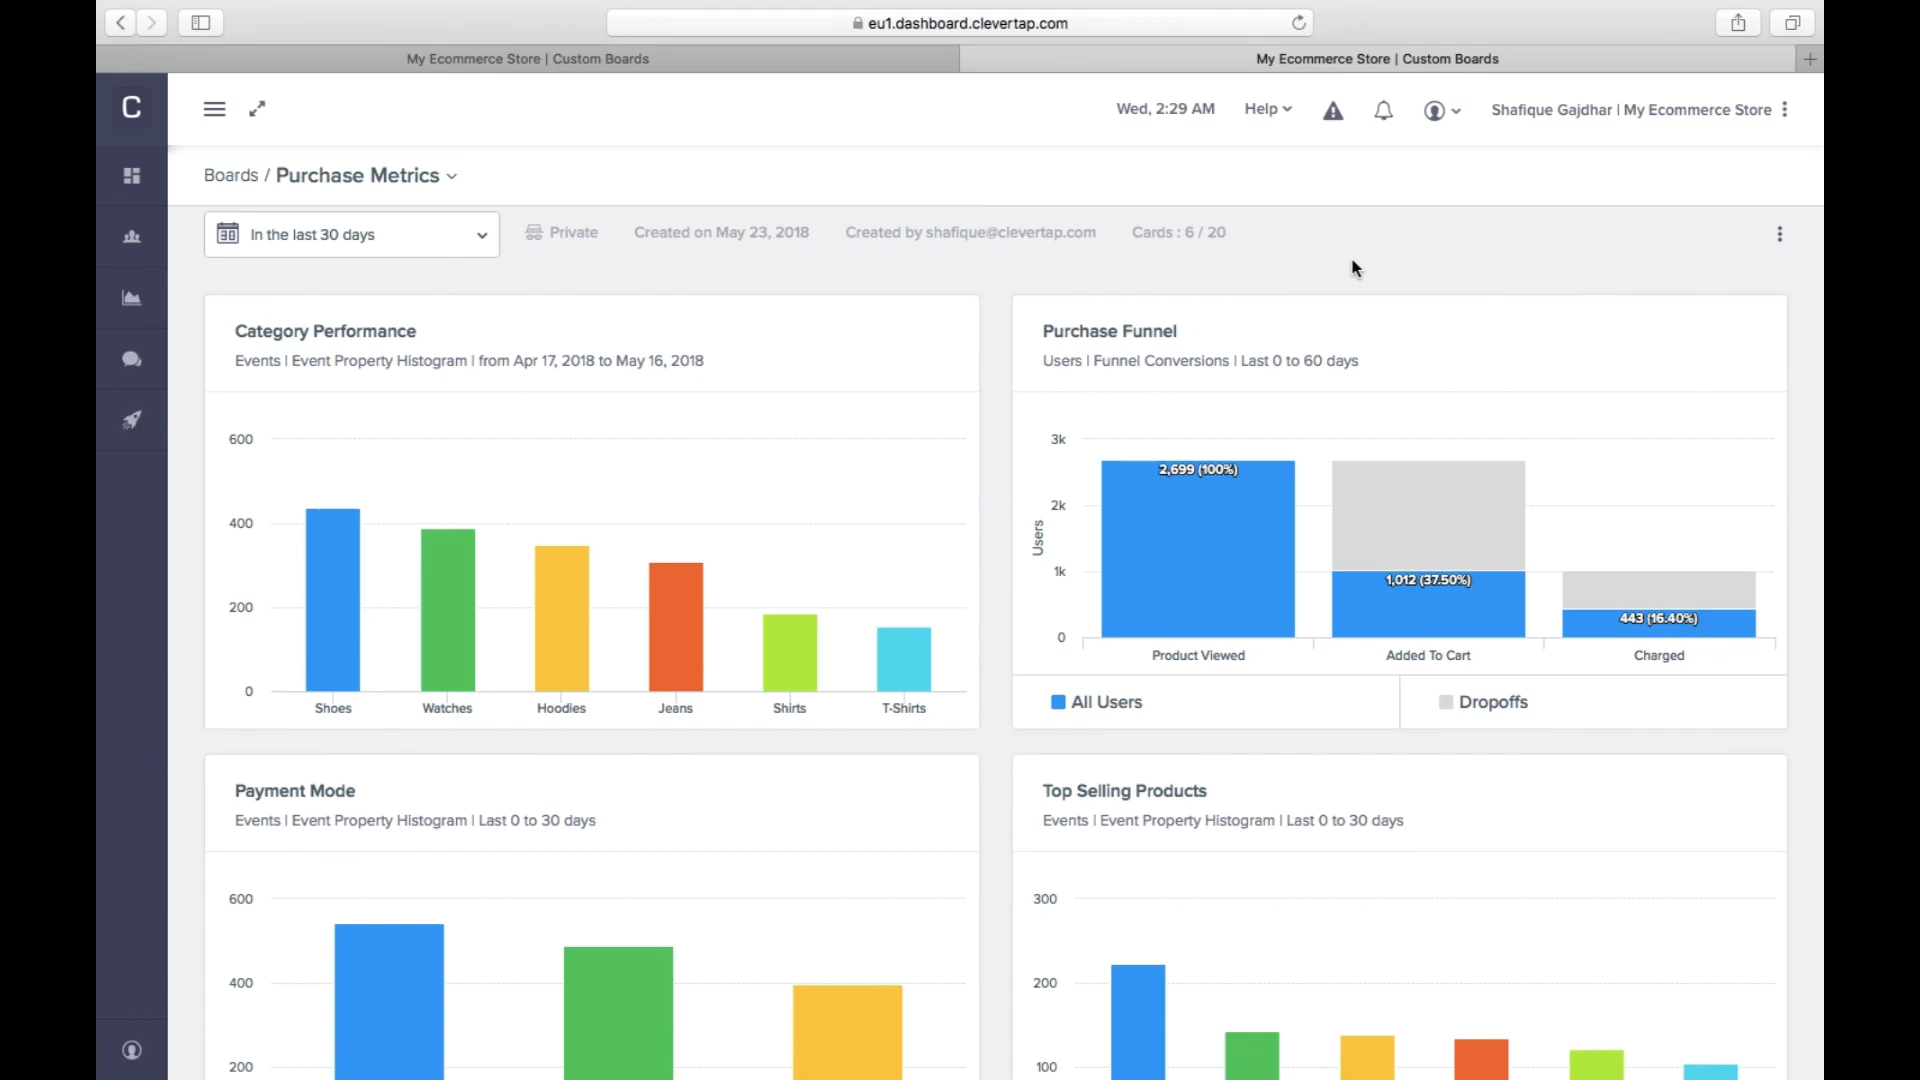 eu1.dashboard.clevertap.com
My Ecommerce Store | Custom Boards
My Ecommerce Store | Custom Boards
C
Wed, 2:29 AM
Help
Shafique Gajdhar | My Ecommerce Store
Boards / Purchase Metrics
In the last 30 days
Private
Created on May 23, 2018
Created by shafique@clevertap.com
Cards : 6 / 20
Category Performance
Events | Event Property Histogram | from Apr 17, 2018 to May 16, 2018
600
400
200
0
Shoes
Watches
Hoodies
Jeans
Shirts
T-Shirts
Purchase Funnel
Users | Funnel Conversions | Last 0 to 60 days
3k
2k
1k
0
Users
2,699 (100%)
1,012 (37.50%)
443 (16.40%)
Product Viewed
Added To Cart
Charged
All Users
Dropoffs
Payment Mode
Events | Event Property Histogram | Last 0 to 30 days
600
400
200
Top Selling Products
Events | Event Property Histogram | Last 0 to 30 days
300
200
100